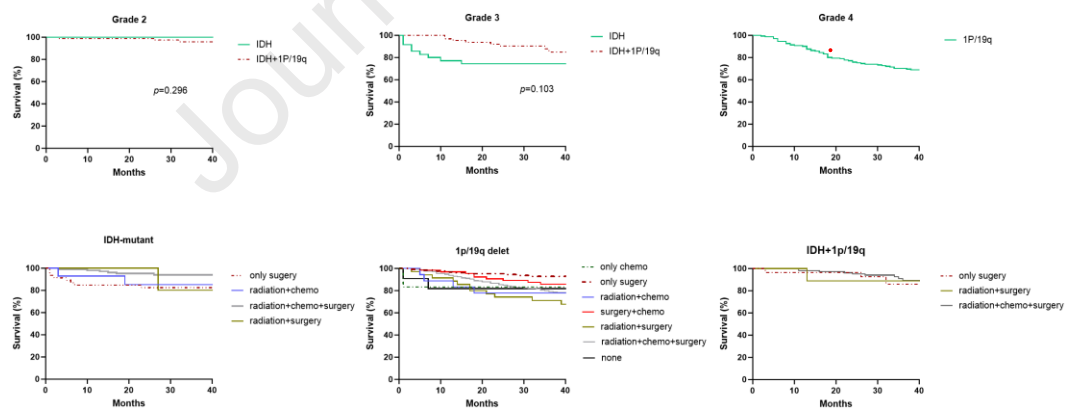 Grade 2
100
80
60
40
20
0
Survival (%)
0 10 20 30 40
Months
IDH
IDH+1P/19q
p=0.296
Grade 3
100
80
60
40
20
0
Survival (%)
0 10 20 30 40
Months
IDH
IDH+1P/19q
p=0.103
Grade 4
100
80
60
40
20
0
Survival (%)
0 10 20 30 40
Months
1P/19q
Journ
IDH-mutant
100
80
60
40
20
0
Survival (%)
0 10 20 30 40
Months
only sugery
radiation+chemo
radiation+chemo+surgery
radiation+surgery
1p/19q delet
100
80
60
40
20
0
Survival (%)
0 10 20 30 40
Months
only chemo
only sugery
radiation+chemo
surgery+chemo
radiation+surgery
radiation+chemo+surgery
none
IDH+1p/19q
100
80
60
40
20
0
Survival (%)
0 10 20 30 40
Months
only sugery
radiation+surgery
radiation+chemo+surgery